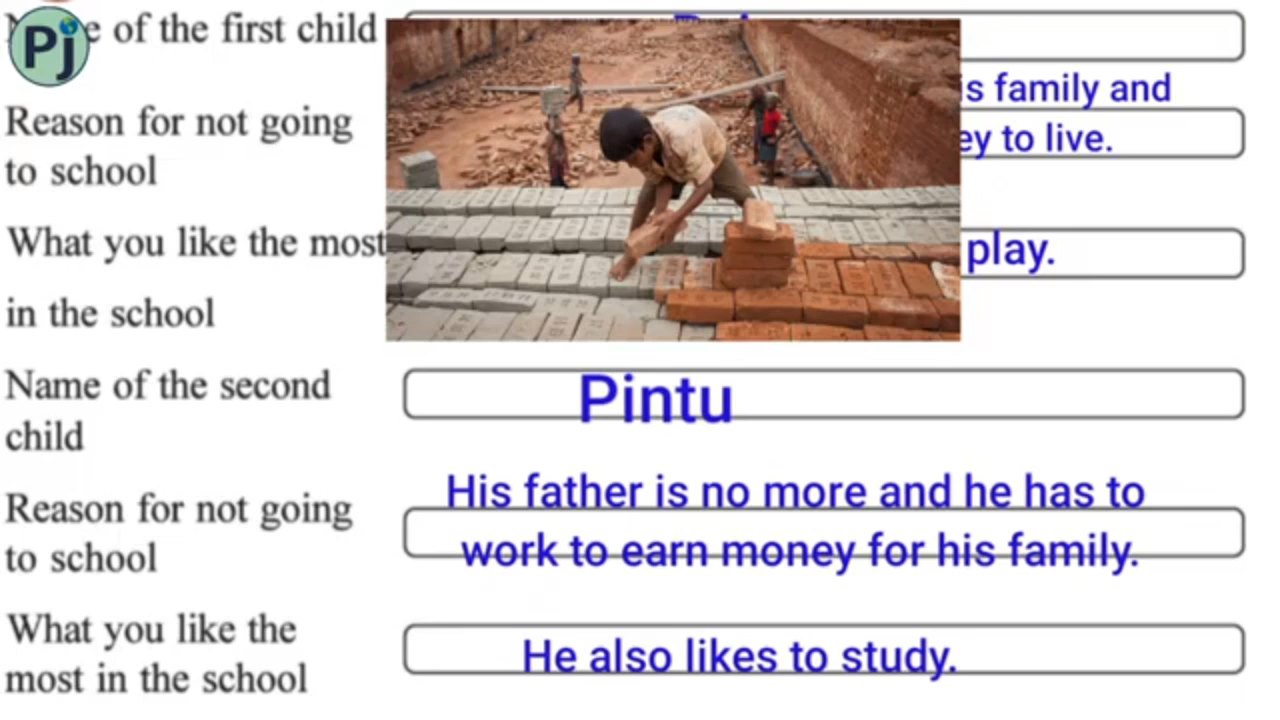 Pj e of the first child
is family and
Reason for not going
ey to live.
to school
What you like the most
play.
in the school
Name of the second
Pintu
child
His father is no more and he has to
Reason for not going
work to earn money for his family.
to school
What you like the
He also likes to study.
most in the school